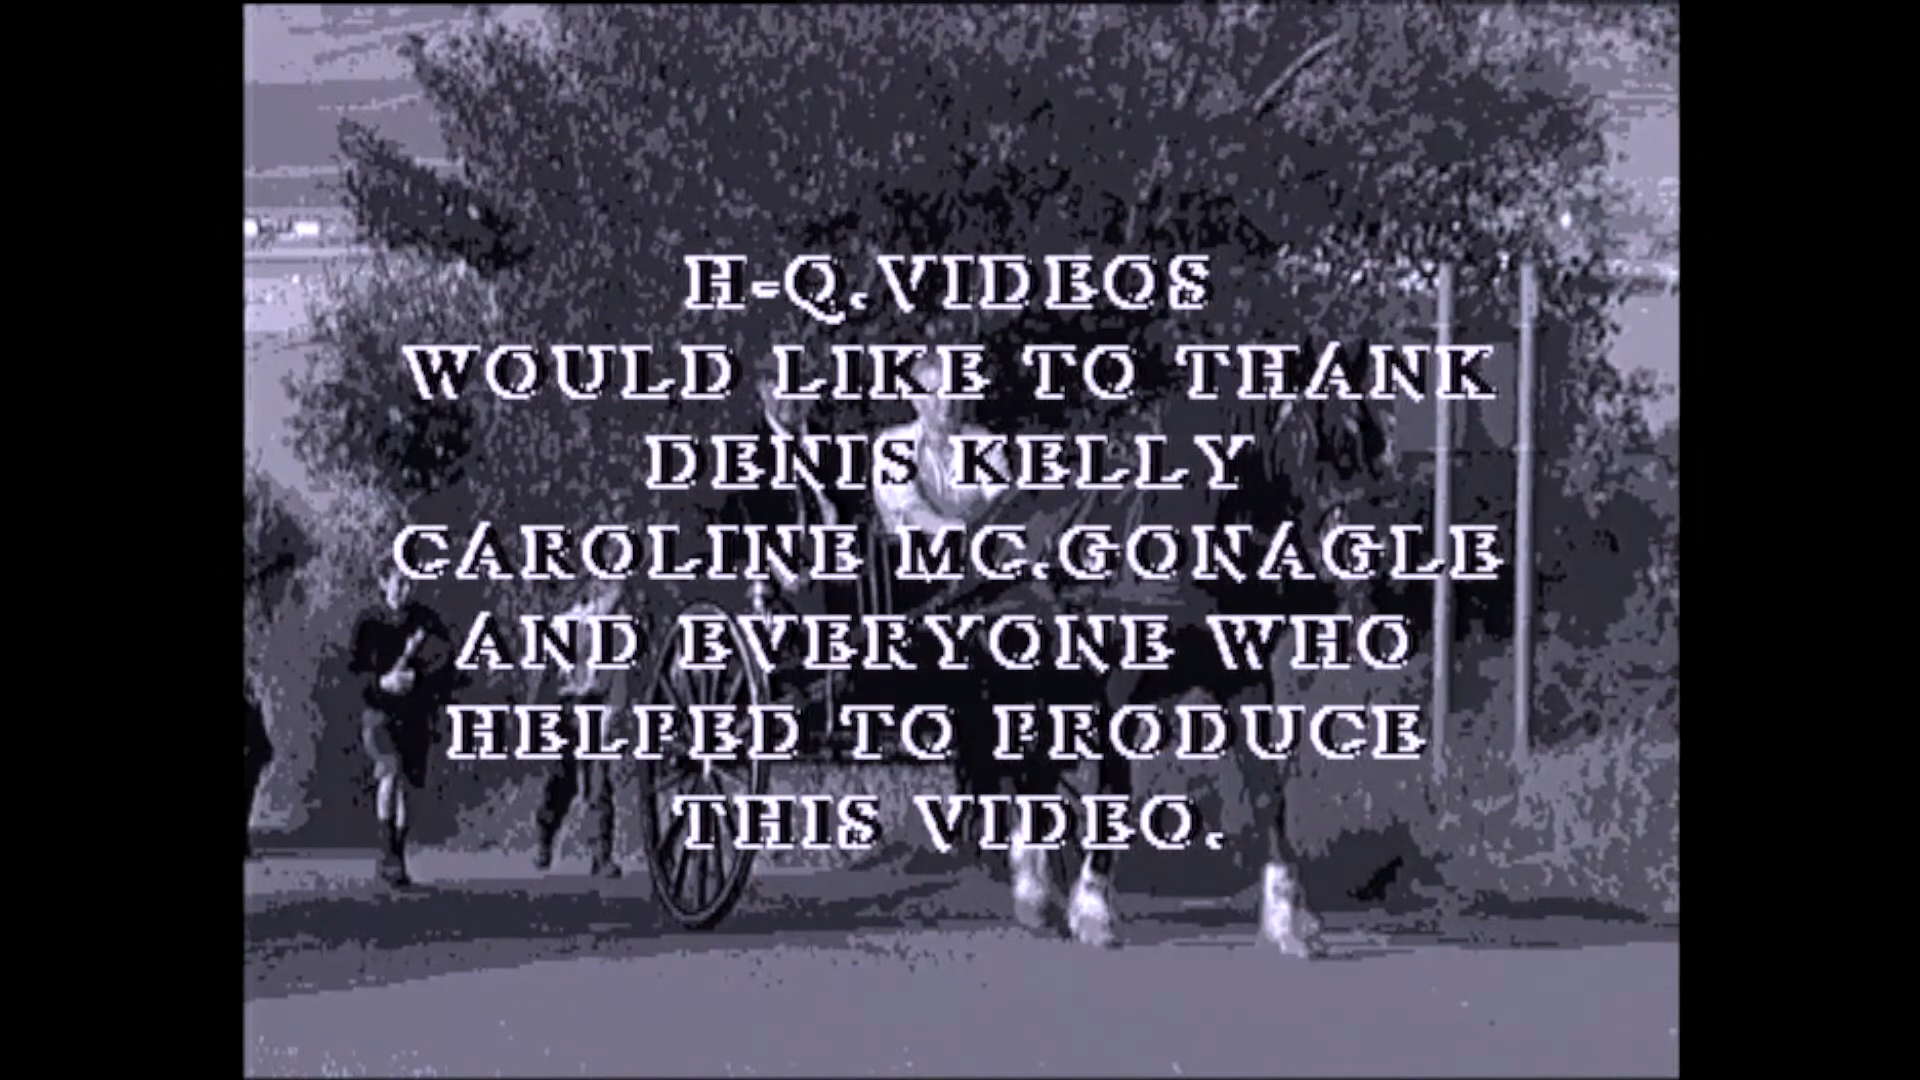 H-Q.VIDEOS
WOULD LIKE TO THANK
DENIS KELLY
CAROLINE MC.GONAGLE
AND EVERYONE WHO
HELPED TO PRODUCE
THIS VIDEO.